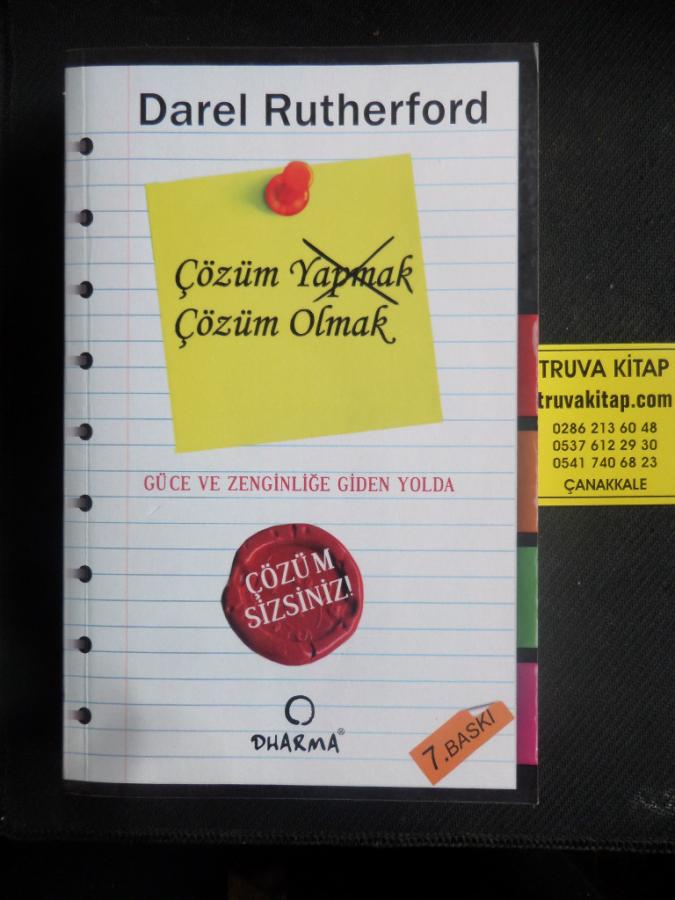 Darel Rutherford
Çözüm Yapmak
Çözüm Olmak
GÜCE VE ZENGİNLİĞE GİDEN YOLDA
ÇÖZÜM
SİZSİNİZ!
DHARMA®
7.BASKI
TRUVA KİTAP
truvakitap.com
0286 213 60 48
0537 612 29 30
0541 740 68 23
ÇANAKKALE